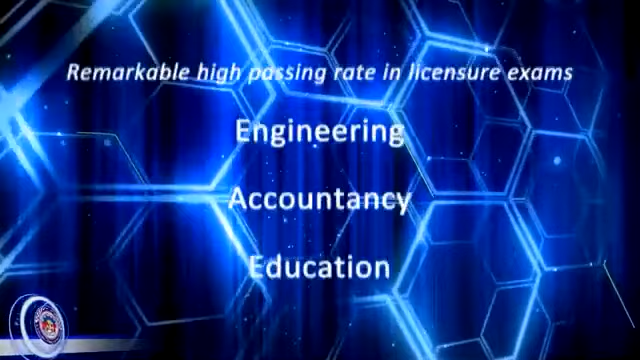 Remarkable high passing rate in licensure exams
Engineering
Accountancy
Education